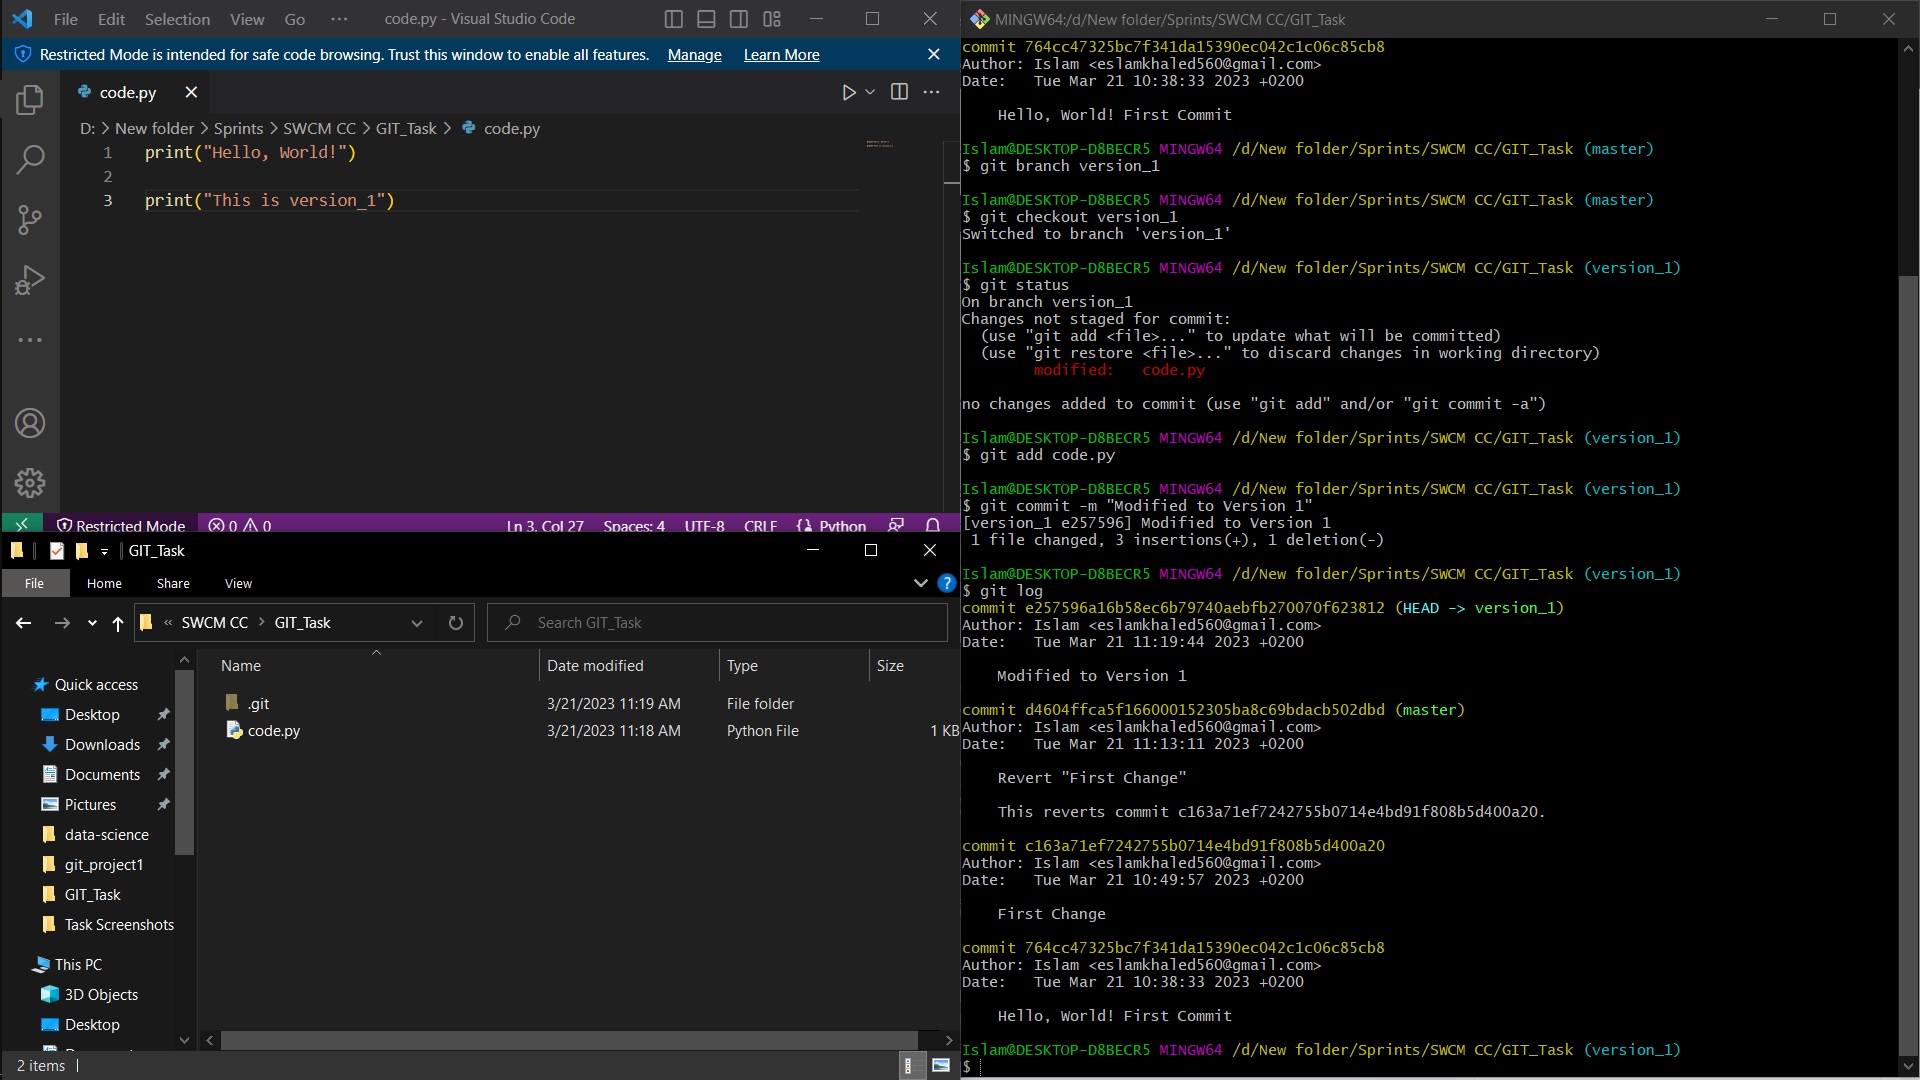 File Edit Selection View Go ··· code.py - Visual Studio Code
Restricted Mode is intended for safe code browsing. Trust this window to enable all features. Manage Learn More
code.py
D: > New folder > Sprints > SWCM CC > GIT_Task > code.py
1 print("Hello, World!")
2
3 print("This is version_1")
Restricted Mode 0 0 Ln 3, Col 27 Spaces: 4 UTF-8 CRLF Python
GIT_Task
File Home Share View
« SWCM CC > GIT_Task Search GIT_Task
Name Date modified Type Size
.git 3/21/2023 11:19 AM File folder
code.py 3/21/2023 11:18 AM Python File 1 KB
Quick access
Desktop
Downloads
Documents
Pictures
data-science
git_project1
GIT_Task
Task Screenshots
This PC
3D Objects
Desktop
2 items
MINGW64:/d/New folder/Sprints/SWCM CC/GIT_Task
commit 764cc47325bc7f341da15390ec042c1c06c85cb8
Author: Islam <eslamkhaled560@gmail.com>
Date:   Tue Mar 21 10:38:33 2023 +0200
Hello, World! First Commit
Islam@DESKTOP-D8BECR5 MINGW64 /d/New folder/Sprints/SWCM CC/GIT_Task (master)
$ git branch version_1
Islam@DESKTOP-D8BECR5 MINGW64 /d/New folder/Sprints/SWCM CC/GIT_Task (master)
$ git checkout version_1
Switched to branch 'version_1'
Islam@DESKTOP-D8BECR5 MINGW64 /d/New folder/Sprints/SWCM CC/GIT_Task (version_1)
$ git status
On branch version_1
Changes not staged for commit:
(use "git add <file>..." to update what will be committed)
(use "git restore <file>..." to discard changes in working directory)
modified:   code.py
no changes added to commit (use "git add" and/or "git commit -a")
Islam@DESKTOP-D8BECR5 MINGW64 /d/New folder/Sprints/SWCM CC/GIT_Task (version_1)
$ git add code.py
Islam@DESKTOP-D8BECR5 MINGW64 /d/New folder/Sprints/SWCM CC/GIT_Task (version_1)
$ git commit -m "Modified to Version 1"
[version_1 e257596] Modified to Version 1
1 file changed, 3 insertions(+), 1 deletion(-)
Islam@DESKTOP-D8BECR5 MINGW64 /d/New folder/Sprints/SWCM CC/GIT_Task (version_1)
$ git log
commit e257596a16b58ec6b79740aebfb270070f623812 (HEAD -> version_1)
Author: Islam <eslamkhaled560@gmail.com>
Date:   Tue Mar 21 11:19:44 2023 +0200
Modified to Version 1
commit d4604ffca5f166000152305ba8c69bdacb502dbd (master)
Author: Islam <eslamkhaled560@gmail.com>
Date:   Tue Mar 21 11:13:11 2023 +0200
Revert "First Change"
This reverts commit c163a71ef7242755b0714e4bd91f808b5d400a20.
commit c163a71ef7242755b0714e4bd91f808b5d400a20
Author: Islam <eslamkhaled560@gmail.com>
Date:   Tue Mar 21 10:49:57 2023 +0200
First Change
commit 764cc47325bc7f341da15390ec042c1c06c85cb8
Author: Islam <eslamkhaled560@gmail.com>
Date:   Tue Mar 21 10:38:33 2023 +0200
Hello, World! First Commit
Islam@DESKTOP-D8BECR5 MINGW64 /d/New folder/Sprints/SWCM CC/GIT_Task (version_1)
$